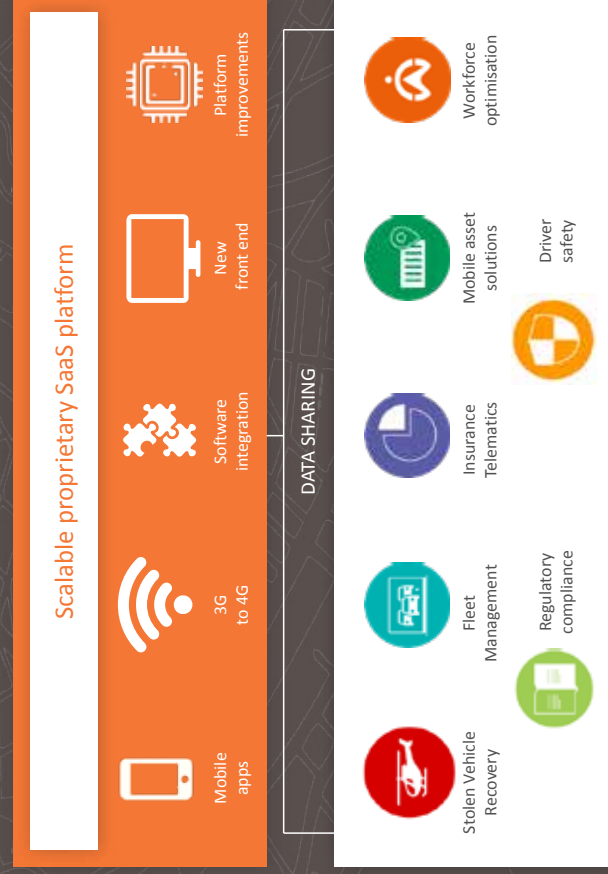 Scalable proprietary SaaS platform
Mobile
apps
3G
to 4G
Software
integration
New
front end
Platform
improvements
DATA SHARING
Stolen Vehicle
Recovery
Fleet
Management
Insurance
Telematics
Mobile asset
solutions
Workforce
optimisation
Regulatory
compliance
Driver
safety